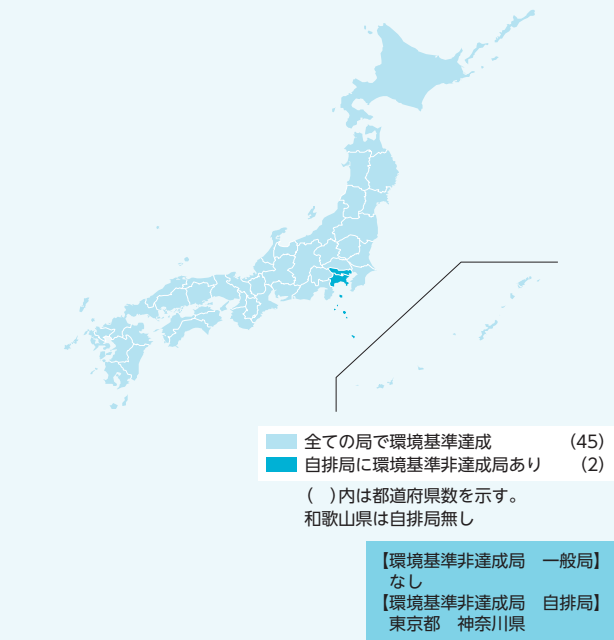 全ての局で環境基準達成 (45)
自排局に環境基準非達成局あり (2)
(　)内は都道府県数を示す。
和歌山県は自排局無し
【環境基準非達成局　一般局】
なし
【環境基準非達成局　自排局】
東京都　神奈川県